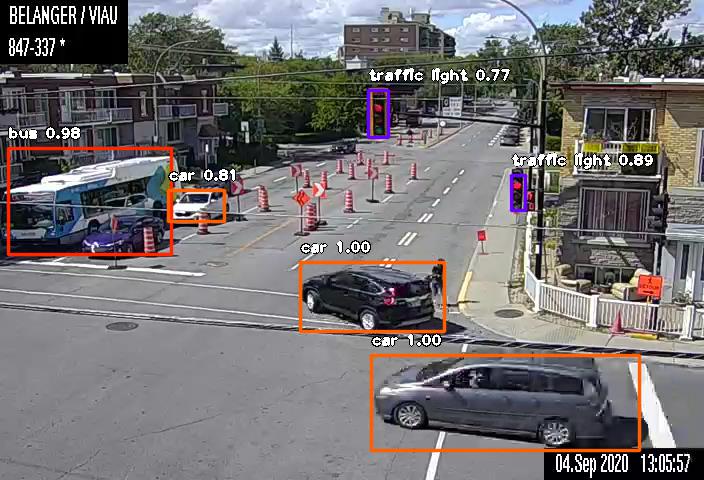 BELANGER / VIAU
847-337 *
traffic light 0.77
bus 0.98
traffic light 0.89
car 0.81
car 1.00
DETOUR
car 1.00
04.Sep 2020 13:05:57